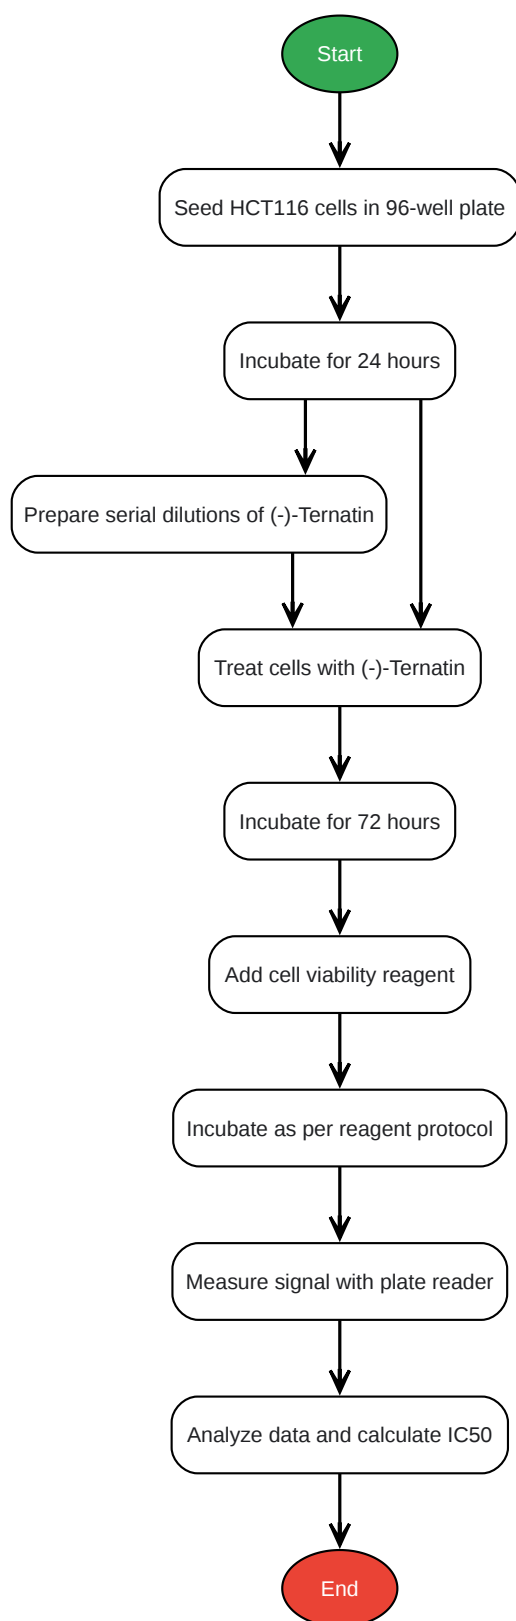 Start
Seed HCT116 cells in 96-well plate
Incubate for 24 hours
Prepare serial dilutions of (-)-Ternatin
Treat cells with (-)-Ternatin
Incubate for 72 hours
Add cell viability reagent
Incubate as per reagent protocol
Measure signal with plate reader
Analyze data and calculate IC50
End